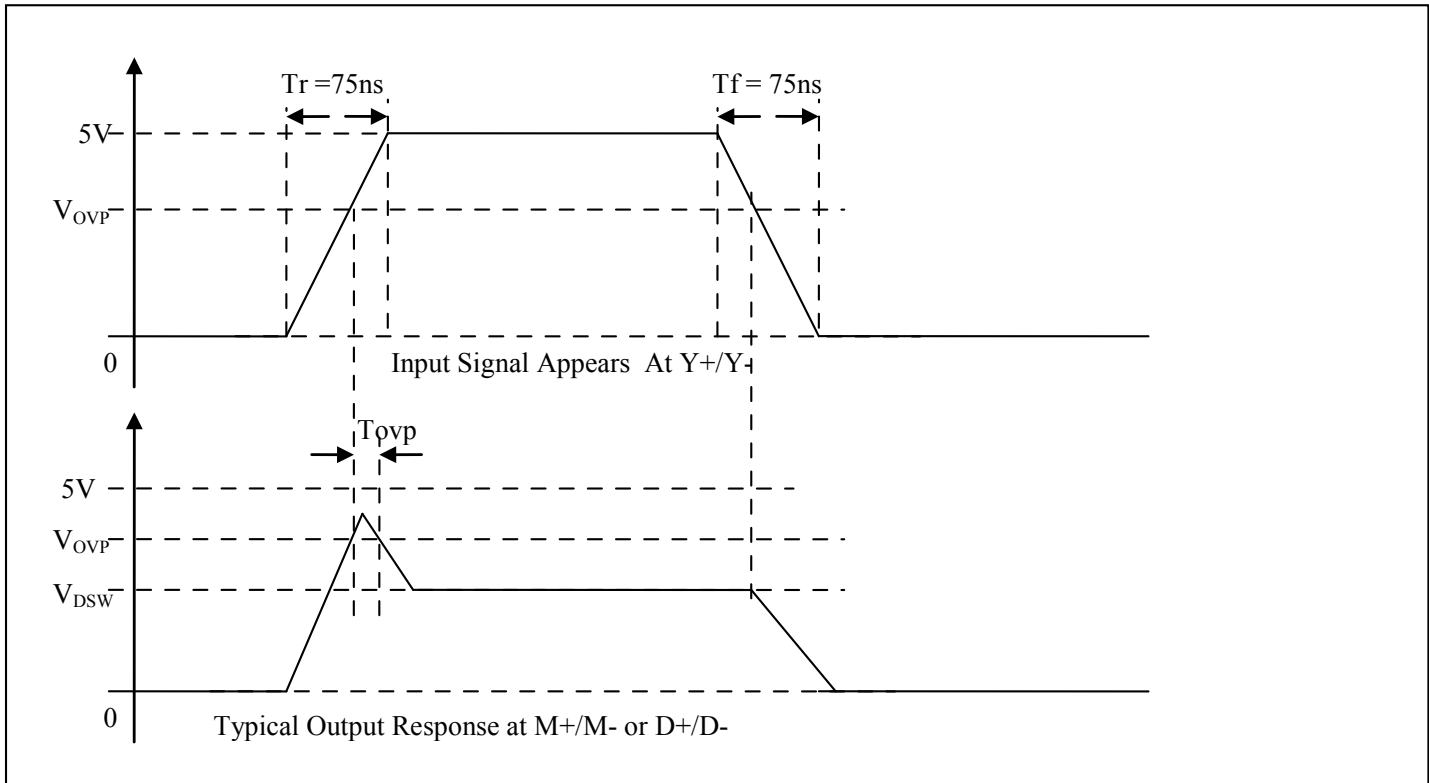 Tr =75ns
Tf = 75ns
5V
VOVP
0
Input Signal Appears At Y+/Y-
Tovp
5V
VOVP
VDSW
0
Typical Output Response at M+/M- or D+/D-